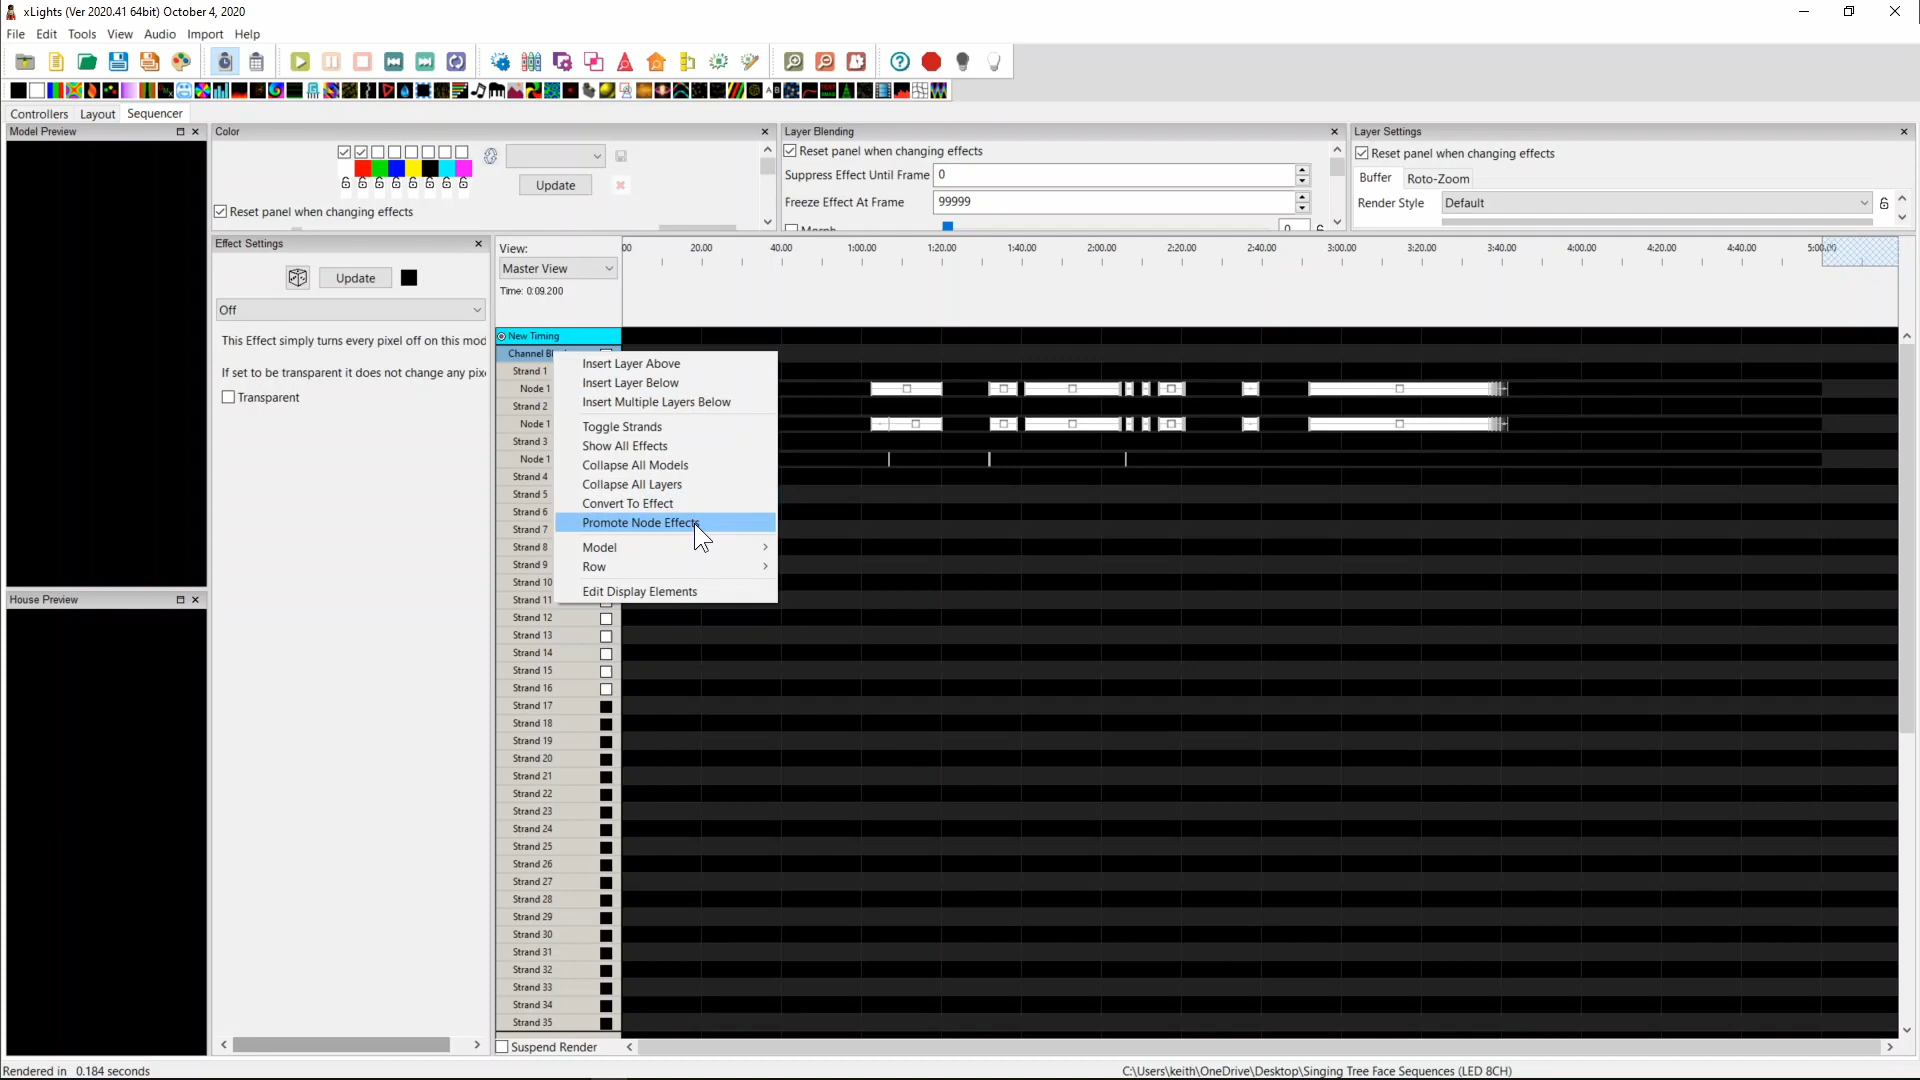 xLights (Ver 2020.41 64bit) October 4, 2020
File Edit Tools View Audio Import Help
Controllers Layout Sequencer
Model Preview
Color
Layer Blending
Layer Settings
Reset panel when changing effects
Reset panel when changing effects
Suppress Effect Until Frame 0
Buffer Roto-Zoom
Update
Freeze Effect At Frame 99999
Render Style Default
Reset panel when changing effects
Morph 0
Effect Settings
View:
00 20.00 40.00 1:00.00 1:20.00 1:40.00 2:00.00 2:20.00 2:40.00 3:00.00 3:20.00 3:40.00 4:00.00 4:20.00 4:40.00 5:00.00
Master View
Update
Time: 0:09.200
Off
New Timing
This Effect simply turns every pixel off on this mod
Channel Bl
If set to be transparent it does not change any pix
Transparent
Strand 1
Node 1
Strand 2
Node 1
Strand 3
Node 1
Strand 4
Strand 5
Strand 6
Strand 7
Strand 8
Strand 9
Strand 10
Strand 11
Strand 12
Strand 13
Strand 14
Strand 15
Strand 16
Strand 17
Strand 18
Strand 19
Strand 20
Strand 21
Strand 22
Strand 23
Strand 24
Strand 25
Strand 26
Strand 27
Strand 28
Strand 29
Strand 30
Strand 31
Strand 32
Strand 33
Strand 34
Strand 35
Insert Layer Above
Insert Layer Below
Insert Multiple Layers Below
Toggle Strands
Show All Effects
Collapse All Models
Collapse All Layers
Convert To Effect
Promote Node Effects
Model
Row
Edit Display Elements
House Preview
Suspend Render
Rendered in 0.184 seconds
C:\Users\keith\OneDrive\Desktop\Singing Tree Face Sequences (LED 8CH)